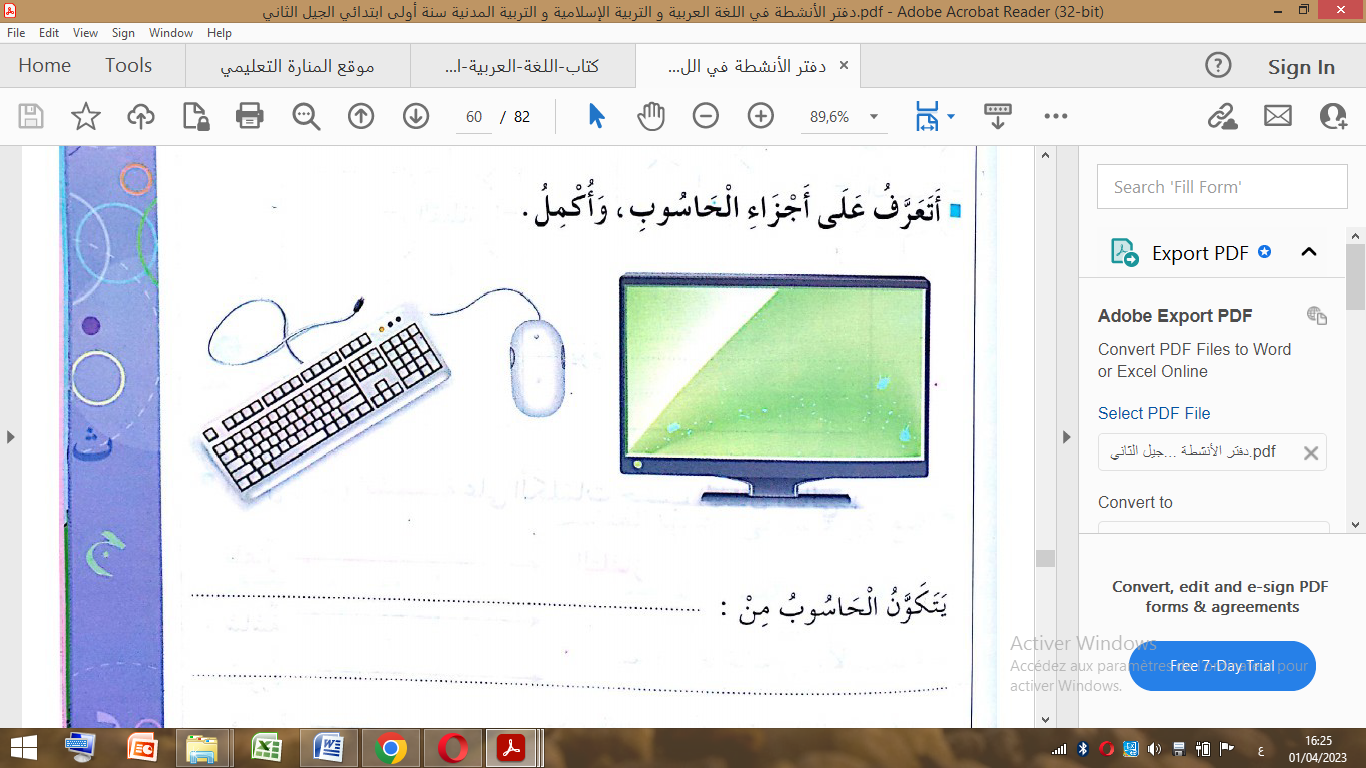 دفتر الأنشطة في اللغة العربية و التربية الإسلامية و التربية المدنية سنة أولى ابتدائي الجيل الثاني.pdf - Adobe Acrobat Reader (32-bit)
File Edit View Sign Window Help
Home Tools
موقع المنارة التعليمي
كتاب-اللغة-العربية-ا...
دفتر الأنشطة في الل...
Sign In
60 / 82
89,6%
أَتَعَرَّفُ عَلَى أَجْزَاءِ الْحَاسُوبِ، وَأُكْمِلُ.
ث
ج
يَتَكَوَّنُ الْحَاسُوبُ مِنْ :
Search 'Fill Form'
Export PDF
Adobe Export PDF
Convert PDF Files to Word
or Excel Online
Select PDF File
دفتر الأنشطة ...جيل الثاني.pdf
Convert to
Convert, edit and e-sign PDF
forms & agreements
Free 7-Day Trial
Activer Windows
Accédez aux paramètres pour
activer Windows.
ع
16:25
01/04/2023